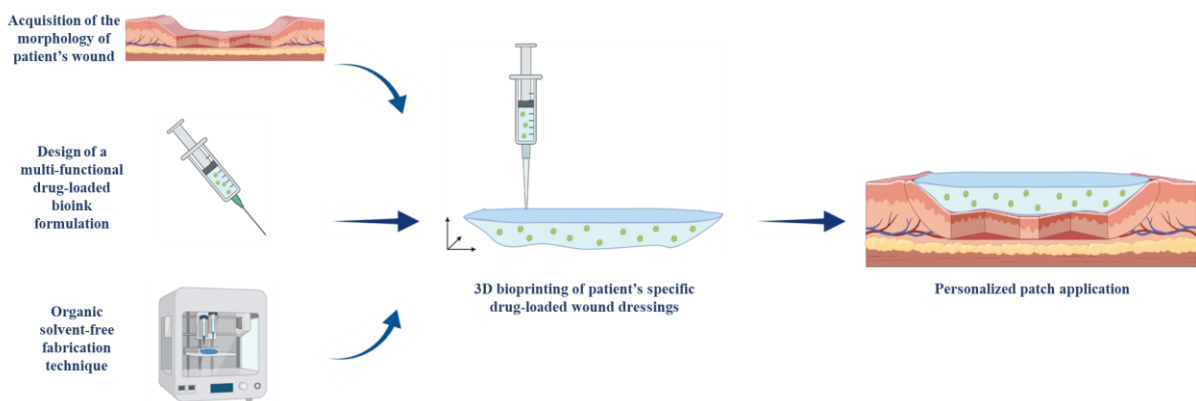 Acquisition of the
morphology of
patient’s wound
Design of a
multi-functional
drug-loaded
bioink
formulation
Organic
solvent-free
fabrication
technique
3D bioprinting of patient’s specific
drug-loaded wound dressings
Personalized patch application